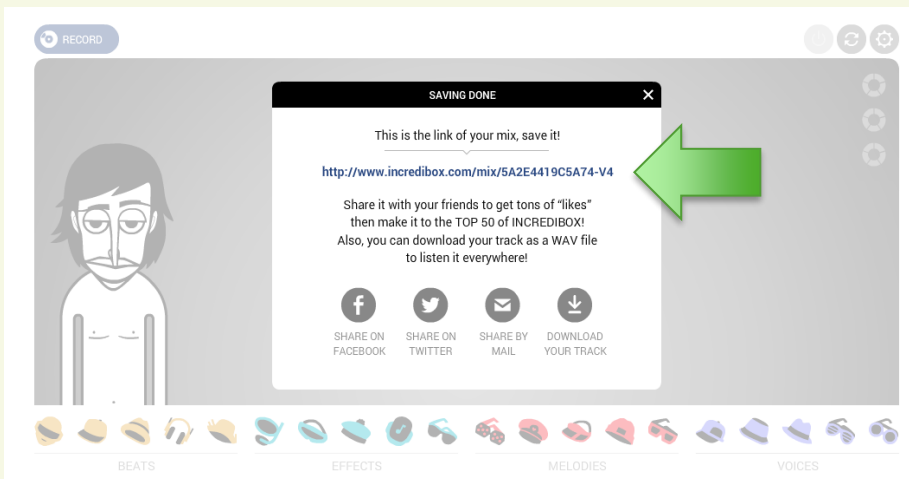 RECORD
SAVING DONE
This is the link of your mix, save it!
http://www.incredibox.com/mix/5A2E4419C5A74-V4
Share it with your friends to get tons of “likes”
then make it to the TOP 50 of INCREDIBOX!
Also, you can download your track as a WAV file
to listen it everywhere!
SHARE ON FACEBOOK
SHARE ON TWITTER
SHARE BY MAIL
DOWNLOAD YOUR TRACK
BEATS
EFFECTS
MELODIES
VOICES